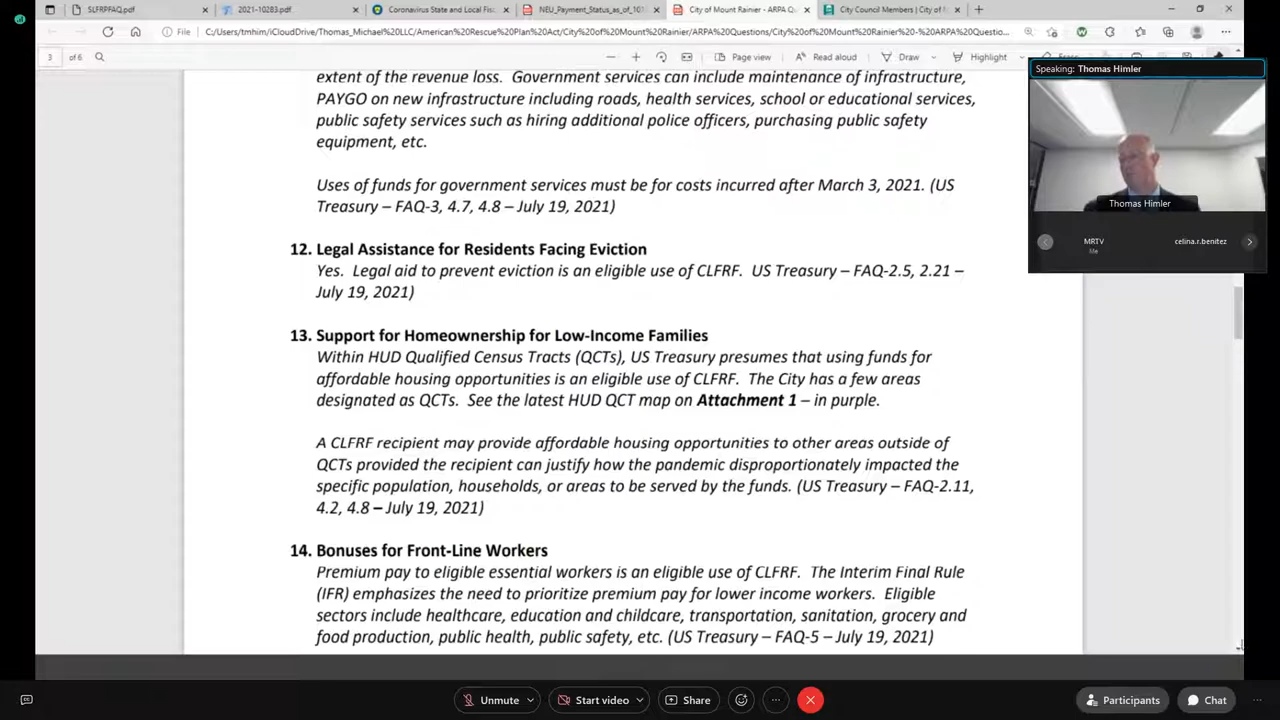 SLFRPFAQ.pdf
2021-10283.pdf
Coronavirus State and Local Fis
NEU_Payment_Status_as_of_101
City of Mount Rainier - ARPA Qu
City Council Members | City of M
File
C:/Users/tmhim/iCloudDrive/Thomas_Michael%20LLC/American%20Rescue%20Plan%20Act/City%20of%20Mount%20Rainier/ARPA%20Questions/City%20of%20Mount%20Rainier%20-%20ARPA%20Questio...
3 of 6
Page view
Read aloud
Draw
Highlight
extent of the revenue loss. Government services can include maintenance of infrastructure,
PAYGO on new infrastructure including roads, health services, school or educational services,
public safety services such as hiring additional police officers, purchasing public safety
equipment, etc.
Uses of funds for government services must be for costs incurred after March 3, 2021. (US
Treasury – FAQ-3, 4.7, 4.8 – July 19, 2021)
12. Legal Assistance for Residents Facing Eviction
Yes. Legal aid to prevent eviction is an eligible use of CLFRF. US Treasury – FAQ-2.5, 2.21 –
July 19, 2021)
13. Support for Homeownership for Low-Income Families
Within HUD Qualified Census Tracts (QCTs), US Treasury presumes that using funds for
affordable housing opportunities is an eligible use of CLFRF. The City has a few areas
designated as QCTs. See the latest HUD QCT map on Attachment 1 – in purple.
A CLFRF recipient may provide affordable housing opportunities to other areas outside of
QCTs provided the recipient can justify how the pandemic disproportionately impacted the
specific population, households, or areas to be served by the funds. (US Treasury – FAQ-2.11,
4.2, 4.8 – July 19, 2021)
14. Bonuses for Front-Line Workers
Premium pay to eligible essential workers is an eligible use of CLFRF. The Interim Final Rule
(IFR) emphasizes the need to prioritize premium pay for lower income workers. Eligible
sectors include healthcare, education and childcare, transportation, sanitation, grocery and
food production, public health, public safety, etc. (US Treasury – FAQ-5 – July 19, 2021)
Speaking: Thomas Himler
Thomas Himler
MRTV
Me
celina.r.benitez
Unmute
Start video
Share
Participants
Chat